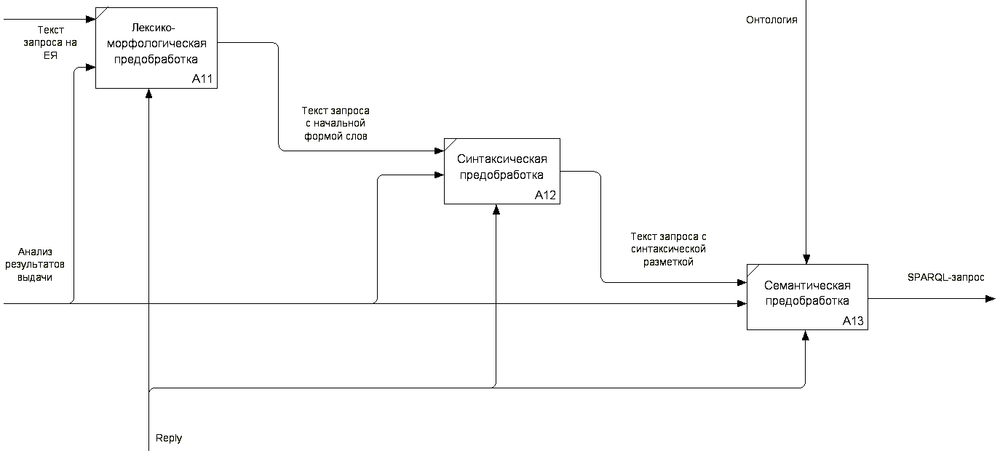 Текст
запроса на
ЕЯ
Лексико-
морфологическая
предобработка
A11
Онтология
Текст запроса
с начальной
формой слов
Синтаксическая
предобработка
A12
Анализ
результатов
выдачи
Текст запроса с
синтаксической
разметкой
Семантическая
предобработка
A13
SPARQL-запрос
Reply